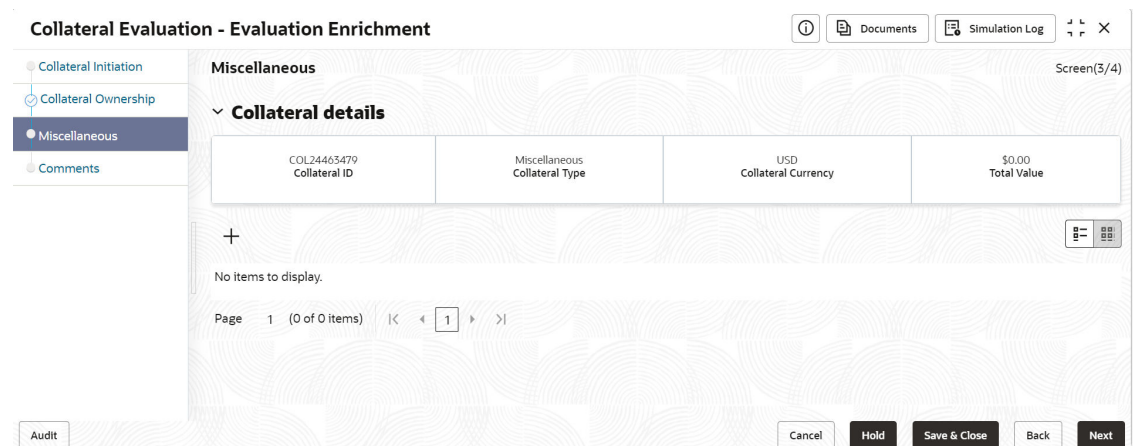 Collateral Evaluation - Evaluation Enrichment
Documents
Simulation Log
Collateral Initiation
Collateral Ownership
Miscellaneous
Comments
Miscellaneous
Screen(3/4)
Collateral details
COL24463479
Collateral ID
Miscellaneous
Collateral Type
USD
Collateral Currency
$0.00
Total Value
No items to display.
Page 1 (0 of 0 items) 1
Audit
Cancel
Hold
Save & Close
Back
Next